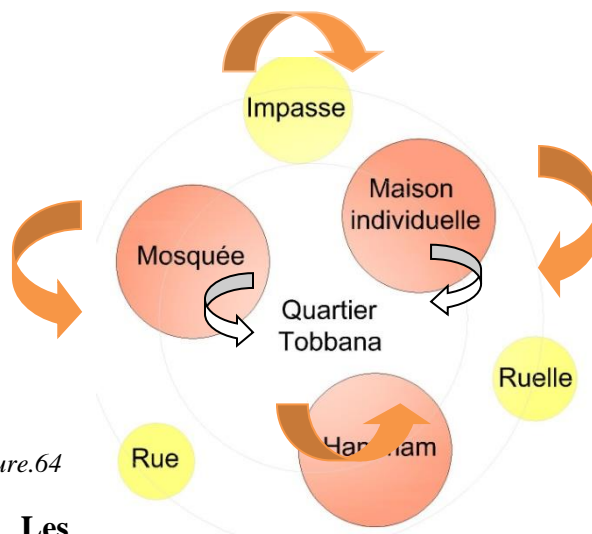 Impasse
Maison
individuelle
Mosquée
Quartier
Tobbana
Ruelle
Rue
ure.64
Les